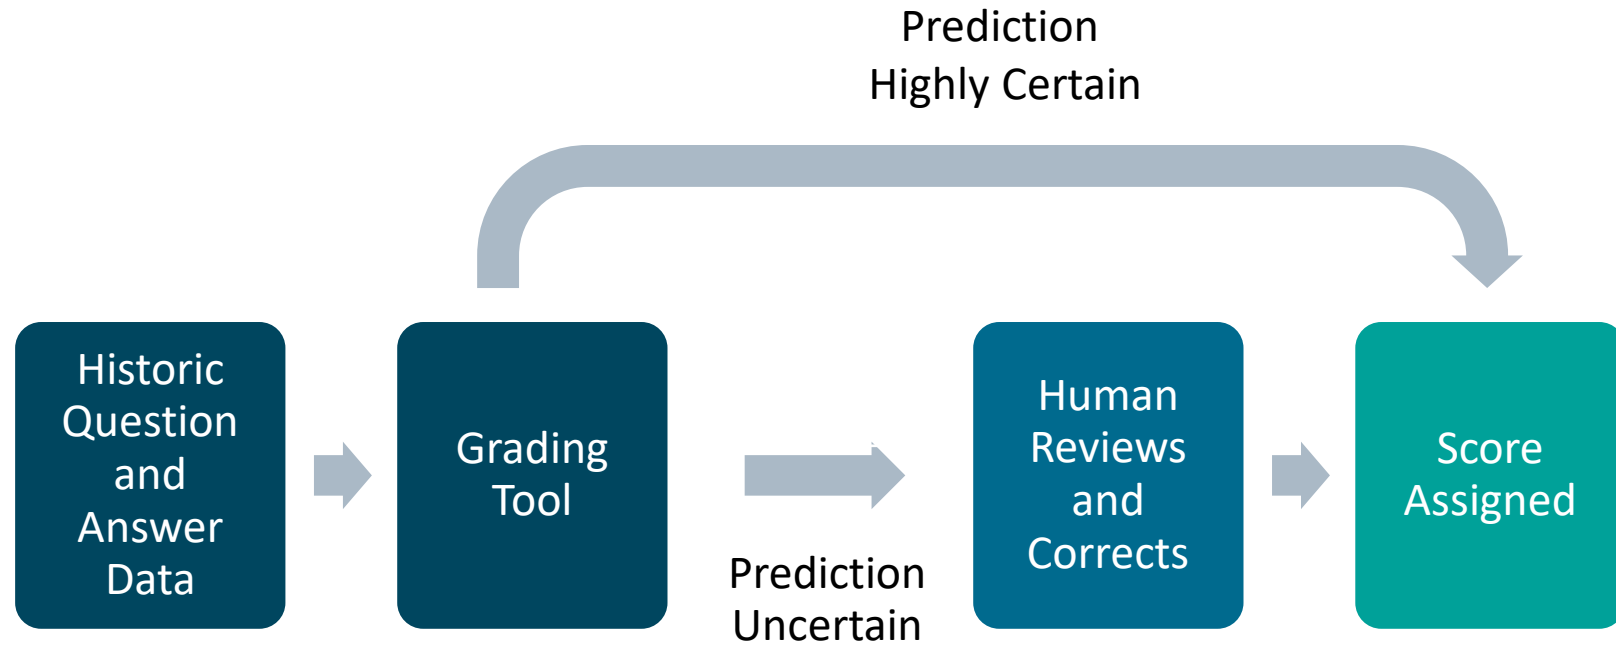 Prediction
Highly Certain
Historic
Question
and
Answer
Data
Grading
Tool
Prediction
Uncertain
Human
Reviews
and
Corrects
Score
Assigned